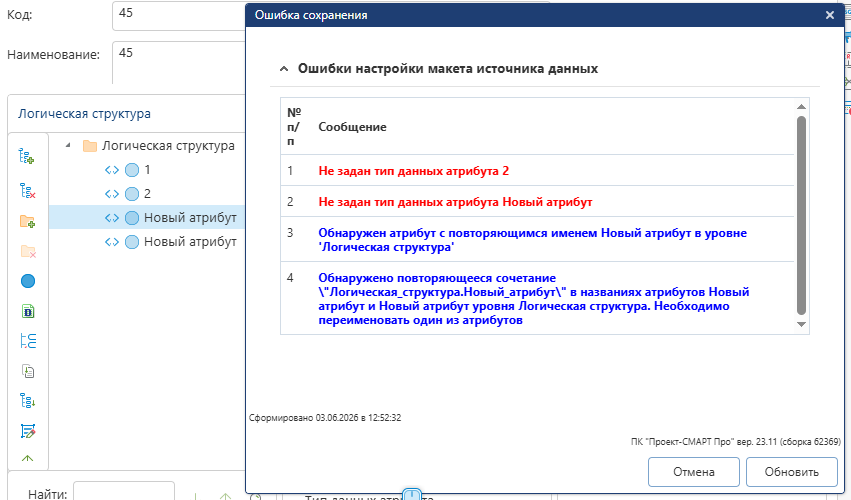 Код:
45
Наименование:
45
Логическая структура
Логическая структура
1
2
Новый атрибут
Новый атрибут
Найти:
Ошибка сохранения
Ошибки настройки макета источника данных
№
п/
п
Сообщение
1
Не задан тип данных атрибута 2
2
Не задан тип данных атрибута Новый атрибут
3
Обнаружен атрибут с повторяющимся именем Новый атрибут в уровне
'Логическая структура'
4
Обнаружено повторяющееся сочетание
\"Логическая_структура.Новый_атрибут\" в названиях атрибутов Новый
атрибут и Новый атрибут уровня Логическая структура. Необходимо
переименовать один из атрибутов
Сформировано 03.06.2026 в 12:52:32
ПК "Проект-СМАРТ Про" вер. 23.11 (сборка 62369)
Отмена
Обновить
Тип данных атрибута